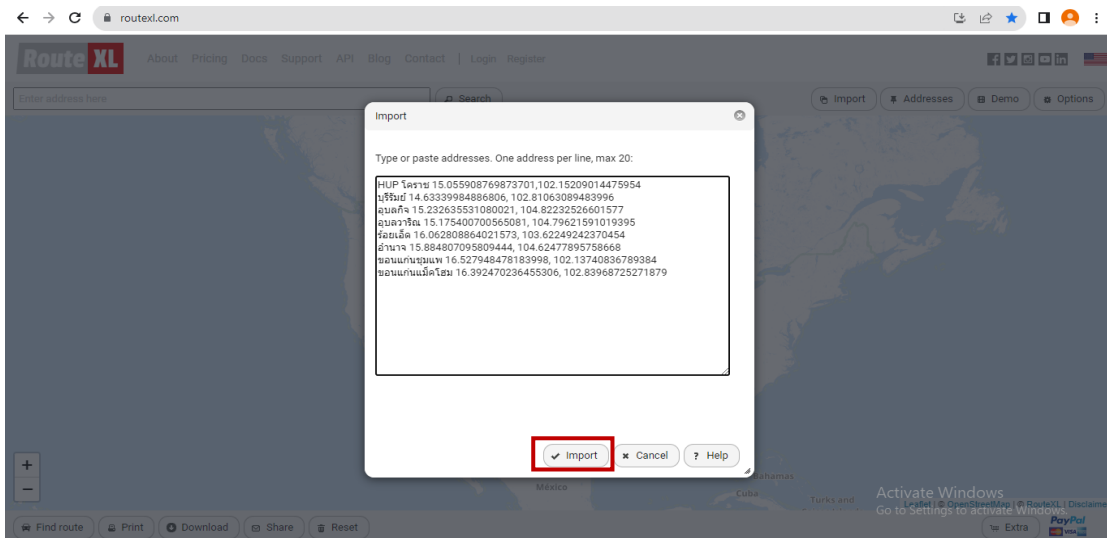 routexl.com
Route XL
About Pricing Docs Support API Blog Contact | Login Register
Enter address here
Search
Import
Addresses
Demo
Options
Import
Type or paste addresses. One address per line, max 20:
HUP โคราช 15.055908769873701,102.15209014475954
บุรีรัมย์ 14.63339984886806, 102.81063089483996
อุบลกิจ 15.232635531080021, 104.82232526601577
อุบลวาริณ 15.175400700565081, 104.79621591019395
ร้อยเอ็ด 16.062808864021573, 103.62249242370454
อำนาจ 15.884807095809444, 104.62477895758668
ขอนแก่นชุมแพ 16.527948478183998, 102.13740836789384
ขอนแก่นแม็คโฮม 16.392470236455306, 102.83968725271879
Import
Cancel
? Help
+
−
México
Bahamas
Cuba
Turks and
Activate Windows
Leaflet | © OpenStreetMap | © RouteXL | Disclaime
Go to Settings to activate Windows.
Find route
Print
Download
Share
Reset
Extra
PayPal
VISA